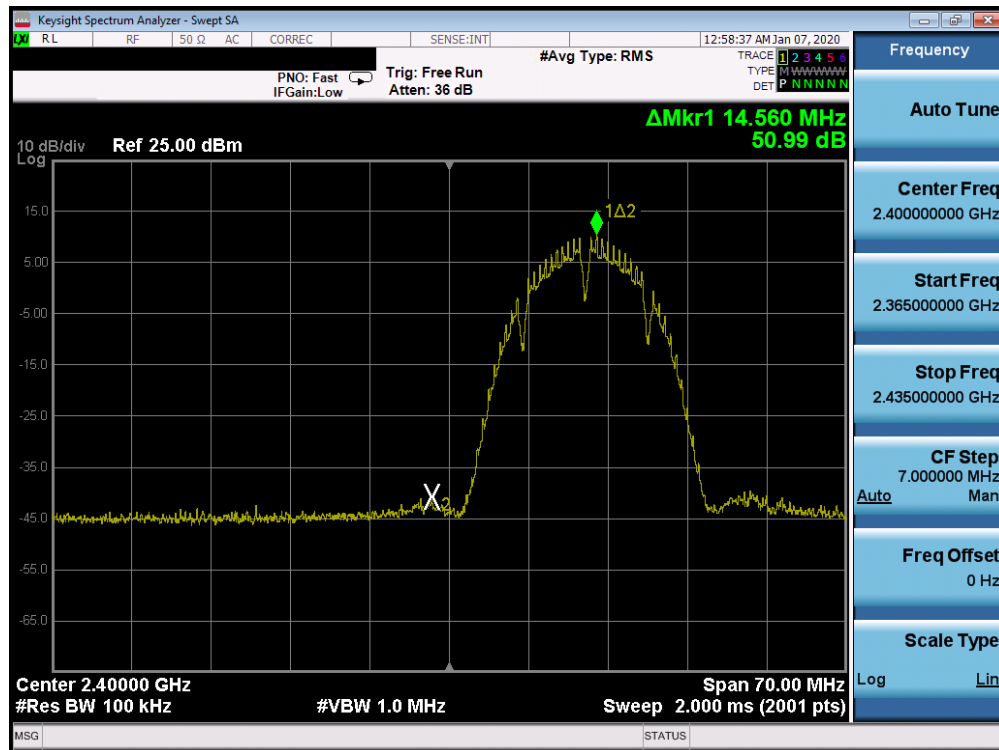 Keysight Spectrum Analyzer - Swept SA
LXI RL RF 50 Ω AC CORREC SENSE:INT 12:58:37 AM Jan 07, 2020
#Avg Type: RMS
TRACE 1 2 3 4 5 6
TYPE M WWWWW
DET P N N N N N
PNO: Fast
IFGain:Low
Trig: Free Run
Atten: 36 dB
ΔMkr1 14.560 MHz
50.99 dB
10 dB/div
Log
Ref 25.00 dBm
15.0
5.00
-5.00
-15.0
-25.0
-35.0
-45.0
-55.0
-65.0
1Δ2
X2
Center 2.40000 GHz
#Res BW 100 kHz
#VBW 1.0 MHz
Span 70.00 MHz
Sweep 2.000 ms (2001 pts)
MSG
STATUS
Frequency
Auto Tune
Center Freq
2.400000000 GHz
Start Freq
2.365000000 GHz
Stop Freq
2.435000000 GHz
CF Step
7.000000 MHz
Auto Man
Freq Offset
0 Hz
Scale Type
Log Lin